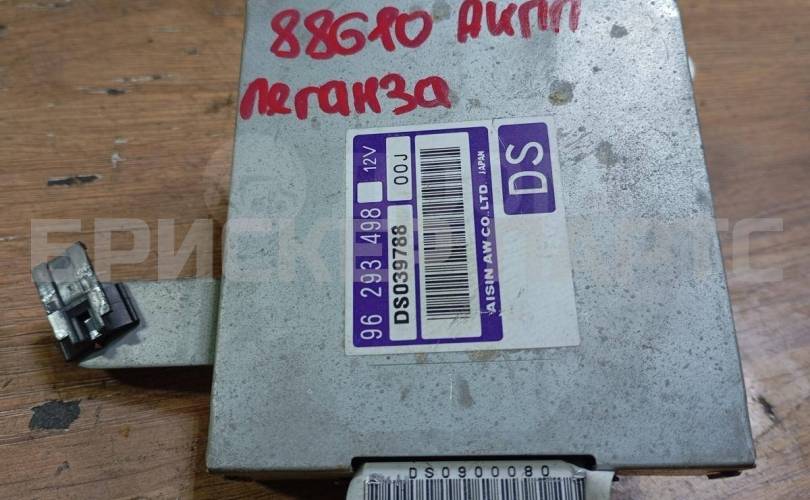 88610 АКПП
леганза
96 293 498 12V
DS039788 00J
AISIN AW CO., LTD. JAPAN
DS
DS0900080